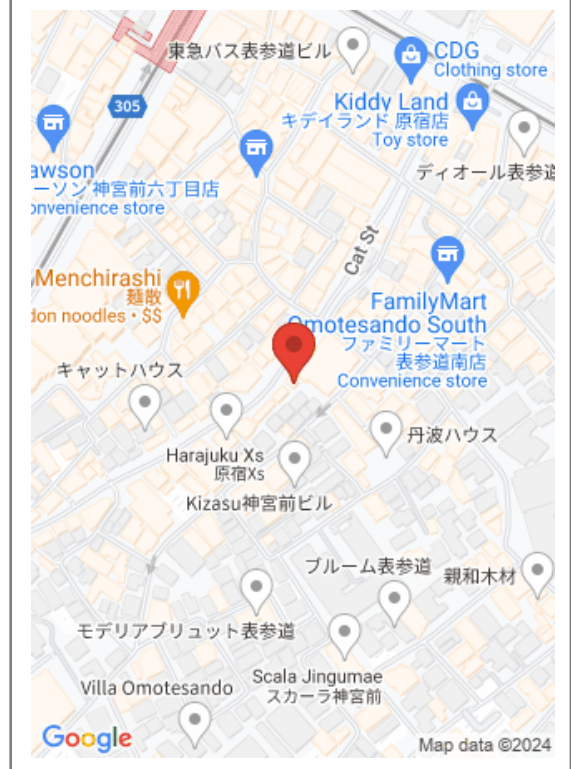 東急バス表参道ビル
CDG
Clothing store
305
Kiddy Land
キデイランド 原宿店
Toy store
ディオール表参道
awson
ーソン 神宮前六丁目店
onvenience store
Cat St
Menchirashi
麺散
don noodles • $$
FamilyMart
Omotesando South
ファミリーマート
表参道南店
Convenience store
キャットハウス
Harajuku Xs
原宿Xs
丹波ハウス
Kizasu神宮前ビル
ブルーム表参道
親和木材
モデリアブリュット表参道
Scala Jingumae
スカーラ神宮前
Villa Omotesando
Google
Map data ©2024